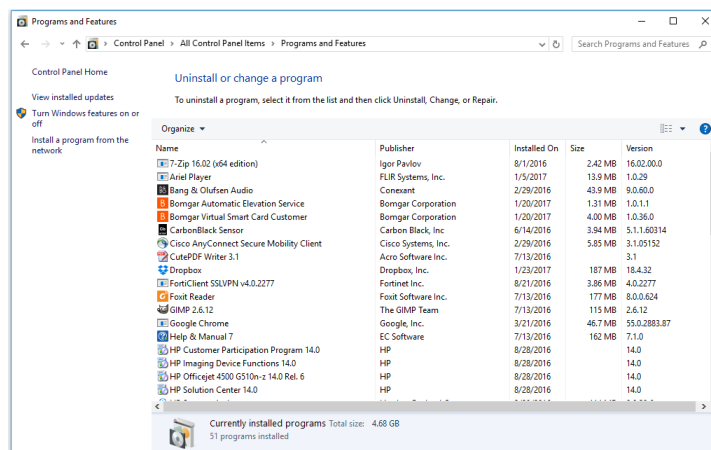 Programs and Features
Control Panel > All Control Panel Items > Programs and Features
Search Programs and Features
Control Panel Home
View installed updates
Turn Windows features on or
off
Install a program from the
network
Uninstall or change a program
To uninstall a program, select it from the list and then click Uninstall, Change, or Repair.
Organize
Name Publisher Installed On Size Version
7-Zip 16.02 (x64 edition) Igor Pavlov 8/1/2016 2.42 MB 16.02.00.0
Ariel Player FLIR Systems, Inc. 1/5/2017 13.9 MB 1.0.29
Bang & Olufsen Audio Conexant 2/29/2016 43.9 MB 9.0.60.0
Bomgar Automatic Elevation Service Bomgar Corporation 1/20/2017 1.31 MB 1.0.1.1
Bomgar Virtual Smart Card Customer Bomgar Corporation 1/20/2017 4.00 MB 1.0.36.0
CarbonBlack Sensor Carbon Black, Inc 6/14/2016 3.94 MB 5.1.1.60314
Cisco AnyConnect Secure Mobility Client Cisco Systems, Inc. 2/29/2016 5.85 MB 3.1.05152
CutePDF Writer 3.1 Acro Software Inc. 7/13/2016 3.1
Dropbox Dropbox, Inc. 1/23/2017 187 MB 18.4.32
FortiClient SSLVPN v4.0.2277 Fortinet Inc. 8/21/2016 3.86 MB 4.0.2277
Foxit Reader Foxit Software Inc. 7/13/2016 177 MB 8.0.0.624
GIMP 2.6.12 The GIMP Team 7/13/2016 115 MB 2.6.12
Google Chrome Google, Inc. 3/21/2016 46.7 MB 55.0.2883.87
Help & Manual 7 EC Software 7/13/2016 162 MB 7.1.0
HP Customer Participation Program 14.0 HP 8/28/2016 14.0
HP Imaging Device Functions 14.0 HP 8/28/2016 14.0
HP Officejet 4500 G510n-z 14.0 Rel. 6 HP 8/28/2016 14.0
HP Solution Center 14.0 HP 8/28/2016 14.0
Currently installed programs Total size: 4.68 GB
51 programs installed